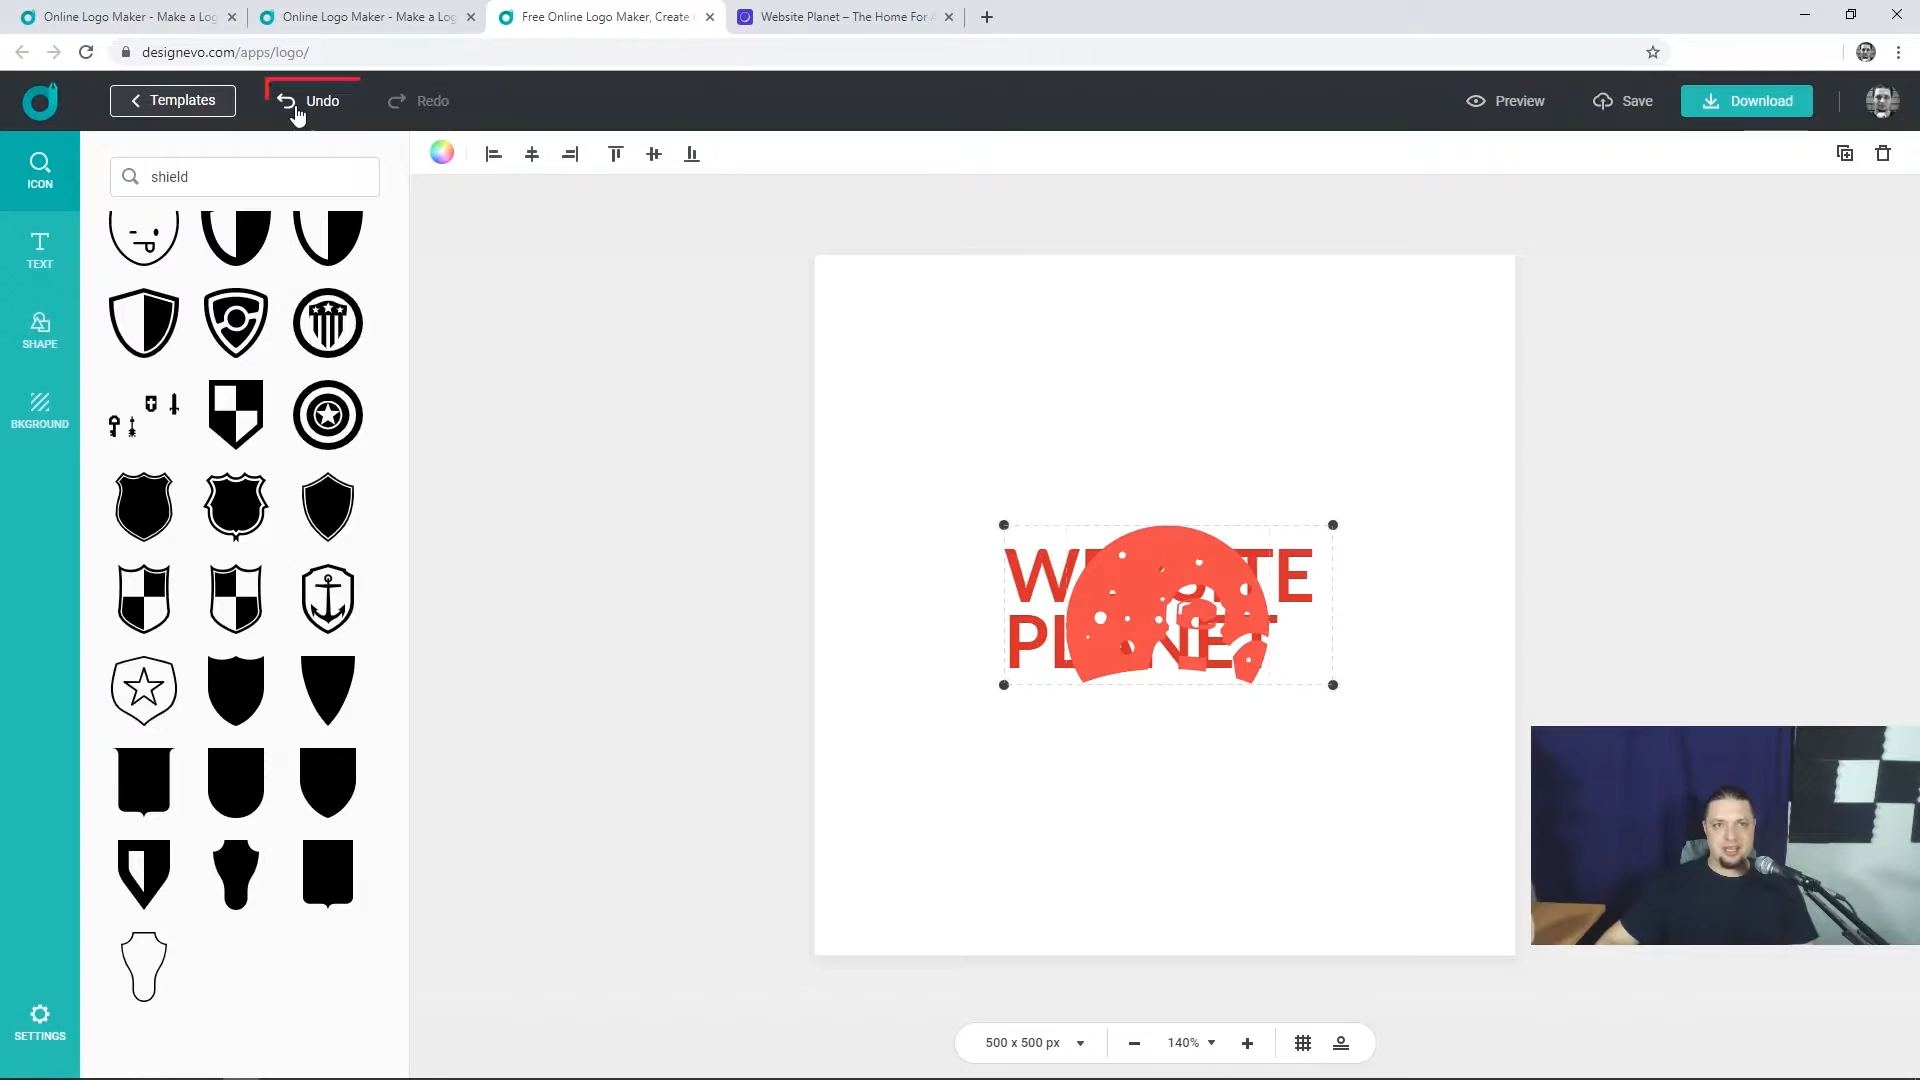 Online Logo Maker - Make a Log
Online Logo Maker - Make a Log
Free Online Logo Maker, Create
Website Planet – The Home For
designevo.com/apps/logo/
Templates
Undo
Redo
Preview
Save
Download
ICON
shield
TEXT
SHAPE
BKGROUND
PL
SETTINGS
500 x 500 px
140%